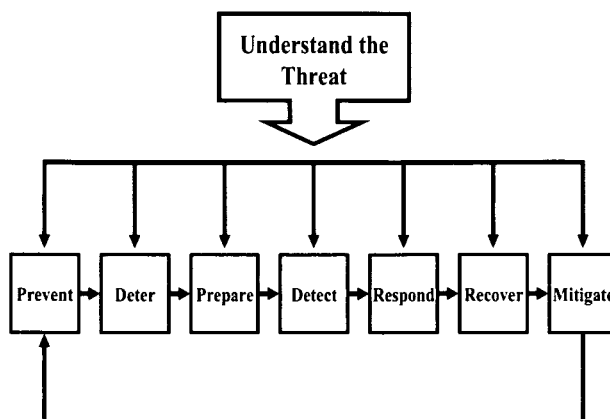 Understand the
Threat
Prevent
Deter
Prepare
Detect
Respond
Recover
Mitigate